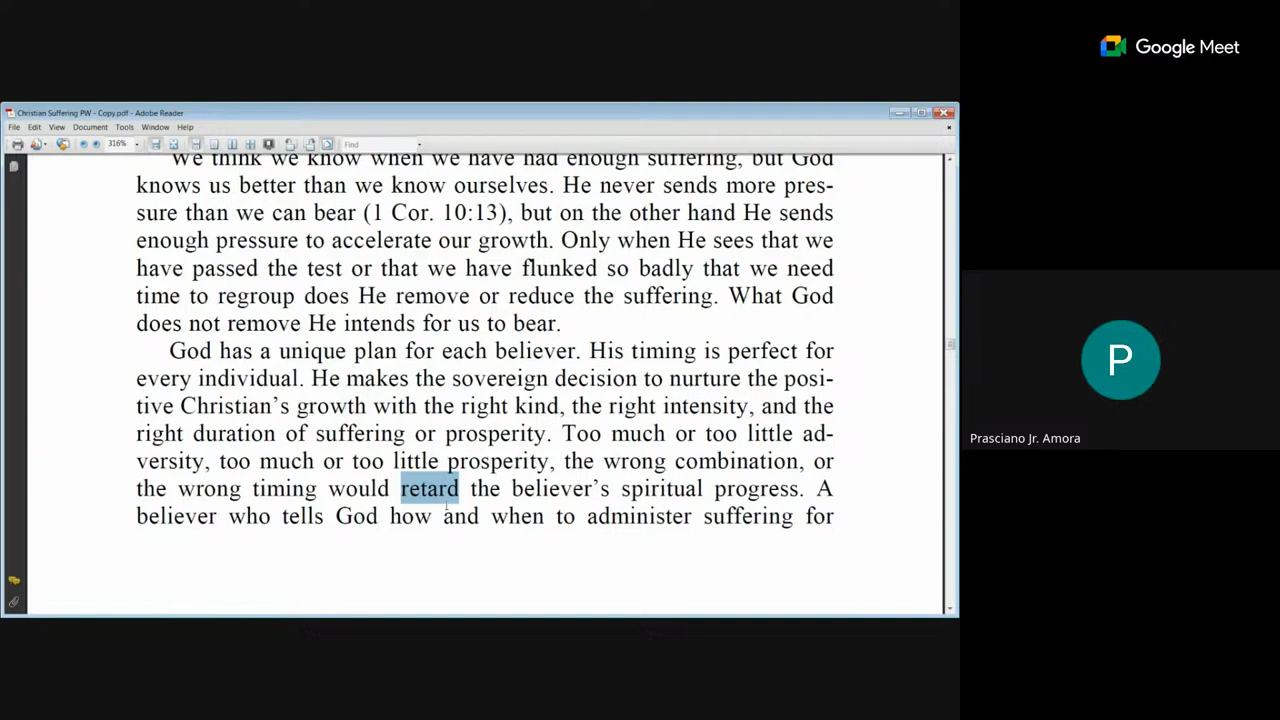 Google Meet
Christian Suffering PW - Copy.pdf - Adobe Reader
File Edit View Document Tools Window Help
316% Find
We think we know when we have had enough suffering, but God
knows us better than we know ourselves. He never sends more pres-
sure than we can bear (1 Cor. 10:13), but on the other hand He sends
enough pressure to accelerate our growth. Only when He sees that we
have passed the test or that we have flunked so badly that we need
time to regroup does He remove or reduce the suffering. What God
does not remove He intends for us to bear.
God has a unique plan for each believer. His timing is perfect for
every individual. He makes the sovereign decision to nurture the posi-
tive Christian's growth with the right kind, the right intensity, and the
right duration of suffering or prosperity. Too much or too little ad-
versity, too much or too little prosperity, the wrong combination, or
the wrong timing would retard the believer's spiritual progress. A
believer who tells God how and when to administer suffering for
P
Prasciano Jr. Amora